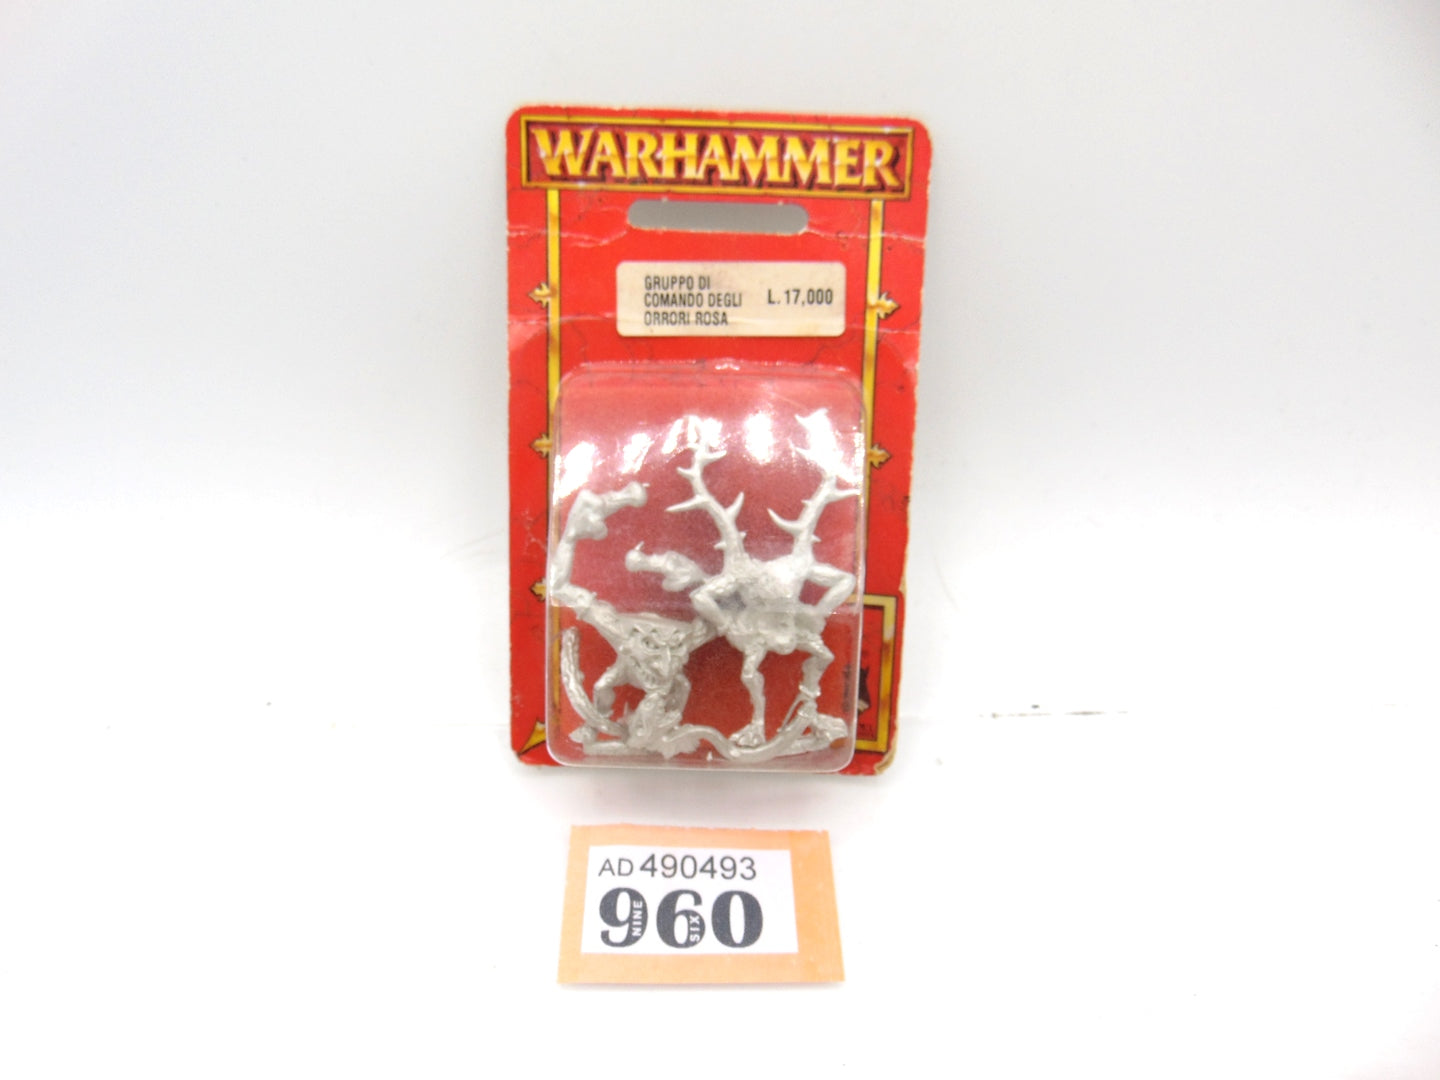 WARHAMMER
GRUPPO DI
COMANDO DEGLI
ORRORI ROSA
L. 17,000
AD 490493
960
NINE
SIX